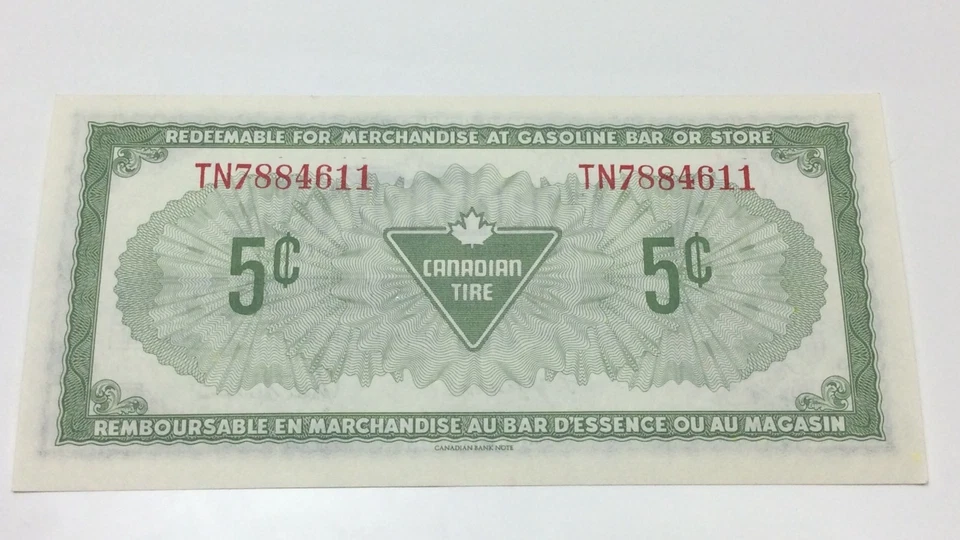 REDEEMABLE FOR MERCHANDISE AT GASOLINE BAR OR STORE
TN7884611 TN7884611
5¢ CANADIAN TIRE 5¢
REMBOURSABLE EN MARCHANDISE AU BAR D'ESSENCE OU AU MAGASIN
CANADIAN BANK NOTE